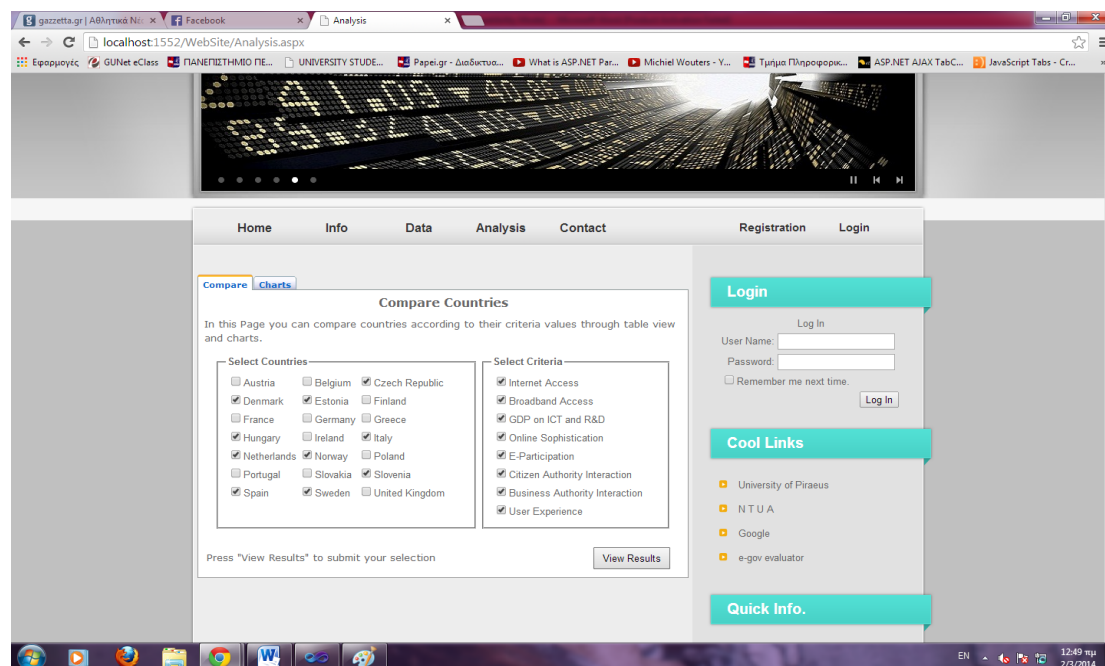 gazzetta.gr | Αθλητικά Νέα
Facebook
Analysis
localhost:1552/WebSite/Analysis.aspx
Εφαρμογές GUNet eClass ΠΑΝΕΠΙΣΤΗΜΙΟ ΠΕ... UNIVERSITY STUDE... Papei.gr - Διαδικτυα... What is ASP.NET Par... Michiel Wouters - Y... Τμήμα Πληροφορικ... ASP.NET AJAX TabC... JavaScript Tabs - Cr... »
41.09
Home Info Data Analysis Contact Registration Login
Compare Charts
Compare Countries
In this Page you can compare countries according to their criteria values through table view
and charts.
Select Countries
Austria Belgium Czech Republic
Denmark Estonia Finland
France Germany Greece
Hungary Ireland Italy
Netherlands Norway Poland
Portugal Slovakia Slovenia
Spain Sweden United Kingdom
Select Criteria
Internet Access
Broadband Access
GDP on ICT and R&D
Online Sophistication
E-Participation
Citizen Authority Interaction
Business Authority Interaction
User Experience
Press "View Results" to submit your selection
View Results
Login
Log In
User Name:
Password:
Remember me next time.
Log In
Cool Links
University of Piraeus
N T U A
Google
e-gov evaluator
Quick Info.
EN
12:49 πμ
2/3/2014